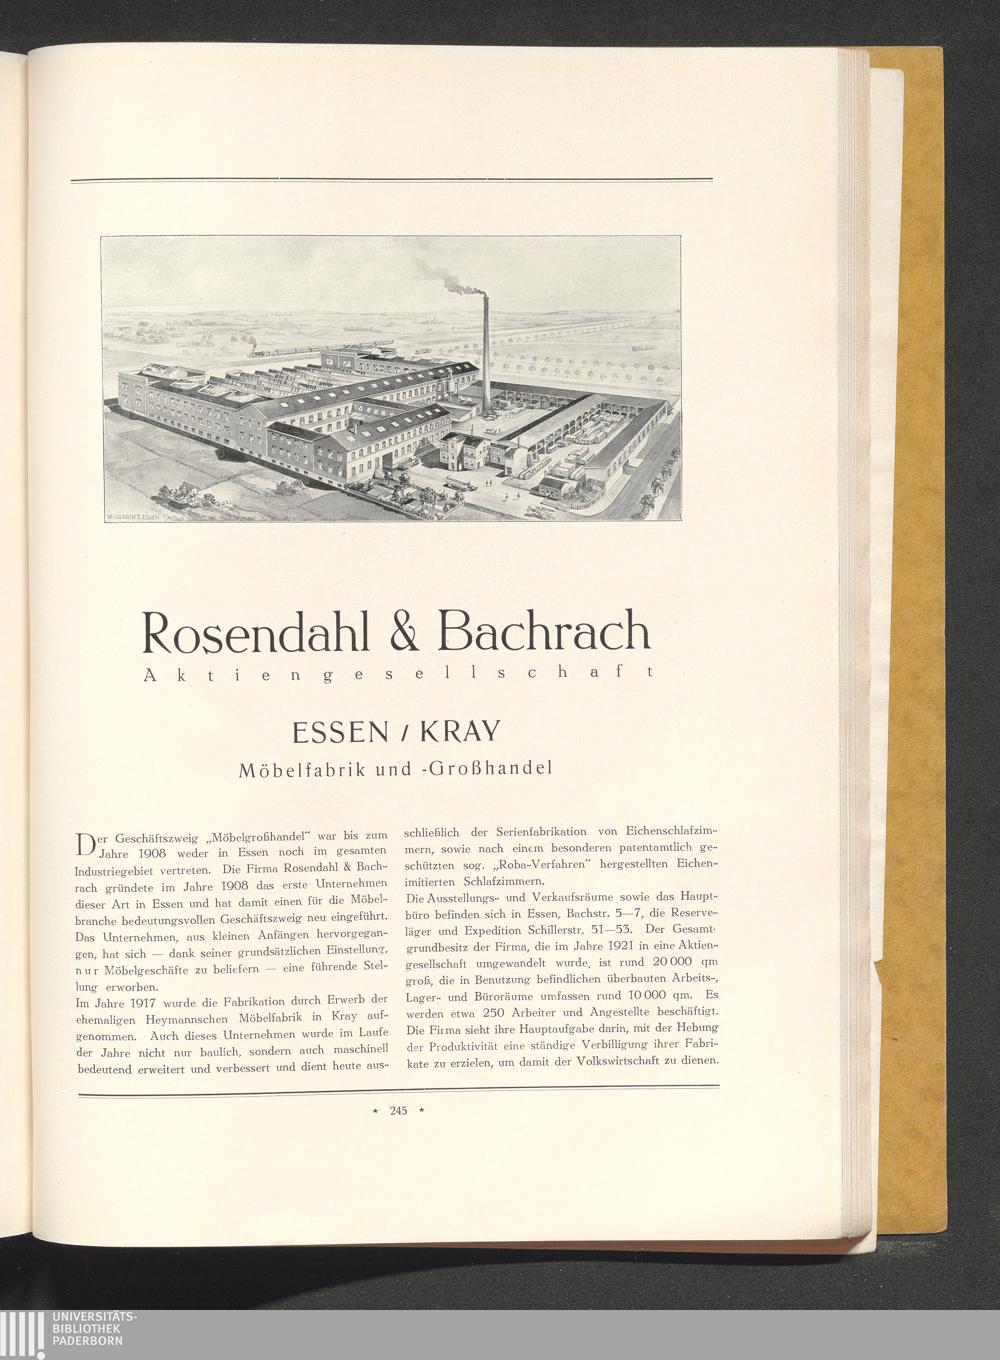 W. GIRARDET, ESSEN
Rosendahl & Bachrach
Aktiengesellschaft
ESSEN / KRAY
Möbelfabrik und -Großhandel
Der Geschäftszweig „Möbelgroßhandel“ war bis zum
Jahre 1908 weder in Essen noch im gesamten
Industriegebiet vertreten. Die Firma Rosendahl & Bach-
rach gründete im Jahre 1908 das erste Unternehmen
dieser Art in Essen und hat damit einen für die Möbel-
branche bedeutungsvollen Geschäftszweig neu eingeführt.
Das Unternehmen, aus kleinen Anfängen hervorgegan-
gen, hat sich — dank seiner grundsätzlichen Einstellung,
nur Möbelgeschäfte zu beliefern — eine führende Stel-
lung erworben.
Im Jahre 1917 wurde die Fabrikation durch Erwerb der
ehemaligen Heymannschen Möbelfabrik in Kray auf-
genommen. Auch dieses Unternehmen wurde im Laufe
der Jahre nicht nur baulich, sondern auch maschinell
bedeutend erweitert und verbessert und dient heute aus-
schließlich der Serienfabrikation von Eichenschlafzim-
mern, sowie nach einem besonderen patentamtlich ge-
schützten sog. „Roba-Verfahren“ hergestellten Eichen-
imitierten Schlafzimmern.
Die Ausstellungs- und Verkaufsräume sowie das Haupt-
büro befinden sich in Essen, Bachstr. 5—7, die Reserve-
läger und Expedition Schillerstr. 51—53. Der Gesamt-
grundbesitz der Firma, die im Jahre 1921 in eine Aktien-
gesellschaft umgewandelt wurde, ist rund 20 000 qm
groß, die in Benutzung befindlichen überbauten Arbeits-,
Lager- und Büroräume umfassen rund 10 000 qm. Es
werden etwa 250 Arbeiter und Angestellte beschäftigt.
Die Firma sieht ihre Hauptaufgabe darin, mit der Hebung
der Produktivität eine ständige Verbilligung ihrer Fabri-
kate zu erzielen, um damit der Volkswirtschaft zu dienen.
* 245 *
UNIVERSITÄTS-
BIBLIOTHEK
PADERBORN